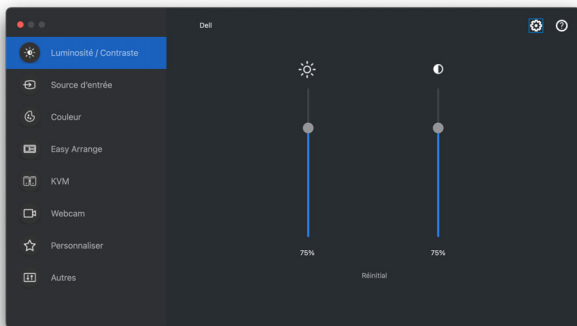 Dell
Luminosité / Contraste
Source d'entrée
Couleur
Easy Arrange
KVM
Webcam
Personnaliser
Autres
75%
75%
Réinitial